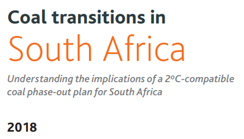 Coal transitions in
South Africa
Understanding the implications of a 2ºC-compatible
coal phase-out plan for South Africa
2018